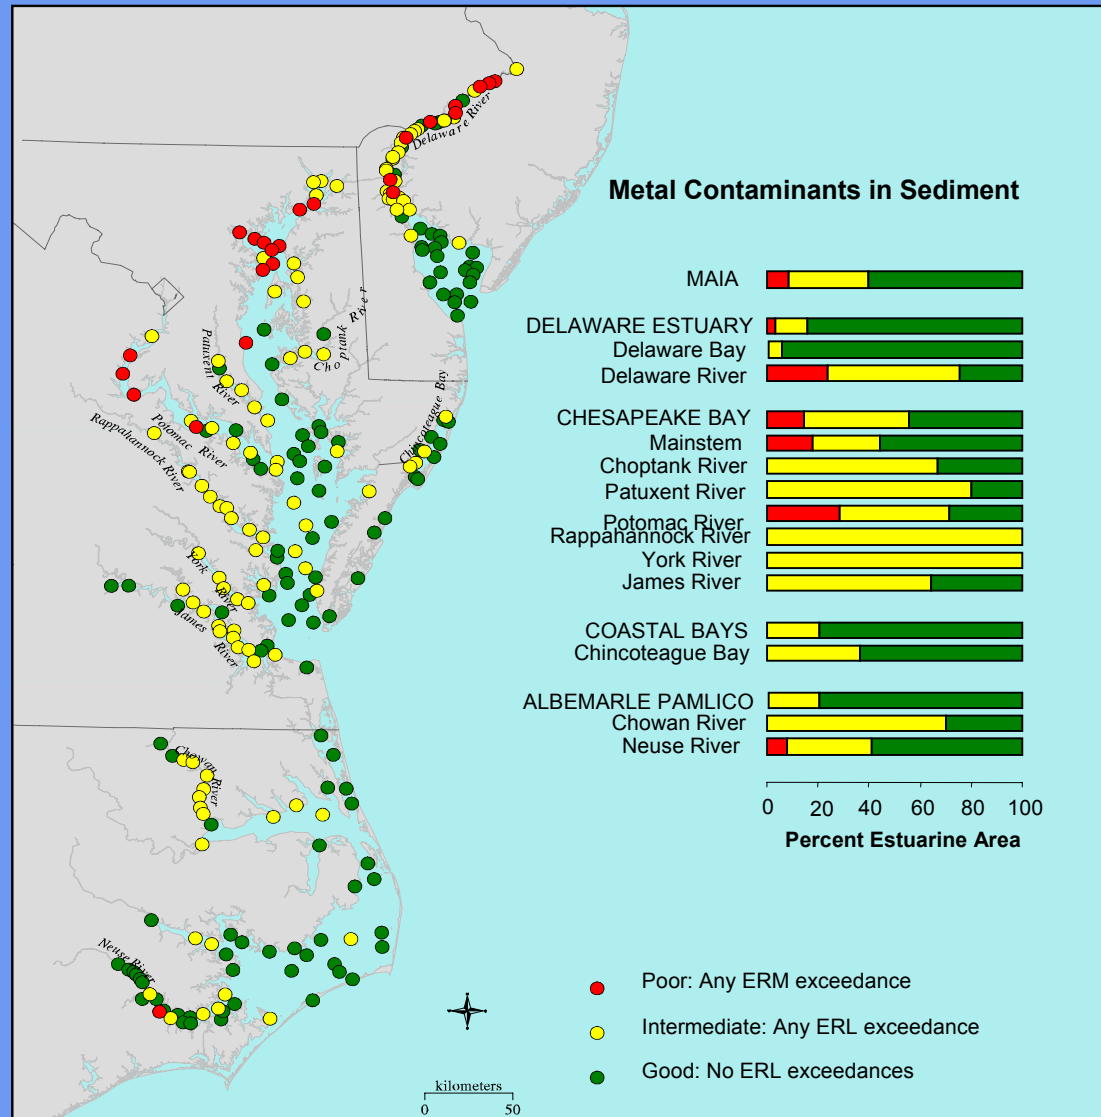 Delaware River
Metal Contaminants in Sediment
MAIA
DELAWARE ESTUARY
Delaware Bay
Delaware River
CHESAPEAKE BAY
Mainstem
Choptank River
Patuxent River
Potomac River
Rappahannock River
York River
James River
COASTAL BAYS
Chincoteague Bay
ALBEMARLE PAMLICO
Chowan River
Neuse River
0 20 40 60 80 100
Percent Estuarine Area
Patuxent
River
Cho
ptank
River
Chincoteague Bay
Potomac River
Rappahannock River
York
River
James
River
Chowan
River
Neuse River
Poor: Any ERM exceedance
Intermediate: Any ERL exceedance
Good: No ERL exceedances
kilometers
0 50